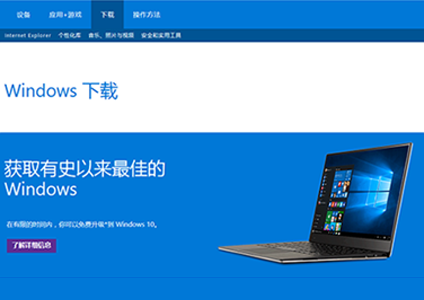 设备 应用+游戏 下载 操作方法
Internet Explorer 个性化库 音乐、照片与视频 安全和实用工具
Windows 下载
获取有史以来最佳的
Windows
在有限的时间内，你可以免费升级*到 Windows 10。
了解详细信息